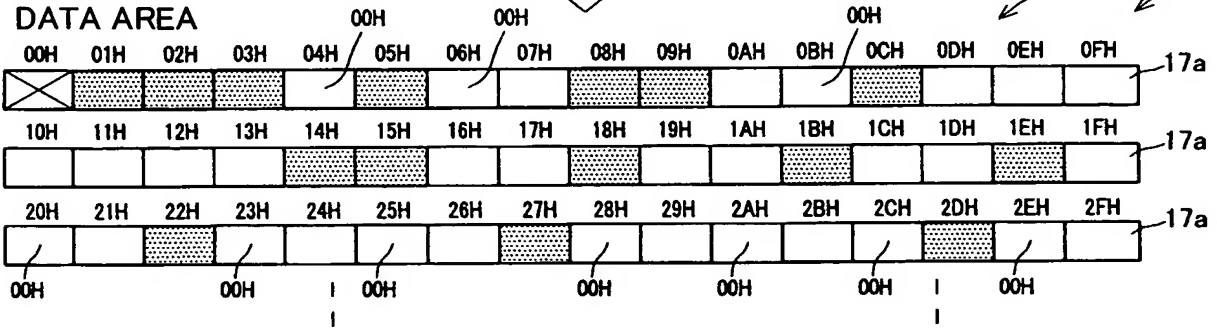 DATA AREA 00H 00H 00H
00H 01H 02H 03H 04H 05H 06H 07H 08H 09H 0AH 0BH 0CH 0DH 0EH 0FH
17a
10H 11H 12H 13H 14H 15H 16H 17H 18H 19H 1AH 1BH 1CH 1DH 1EH 1FH
17a
20H 21H 22H 23H 24H 25H 26H 27H 28H 29H 2AH 2BH 2CH 2DH 2EH 2FH
17a
00H 00H 00H 00H 00H 00H 00H